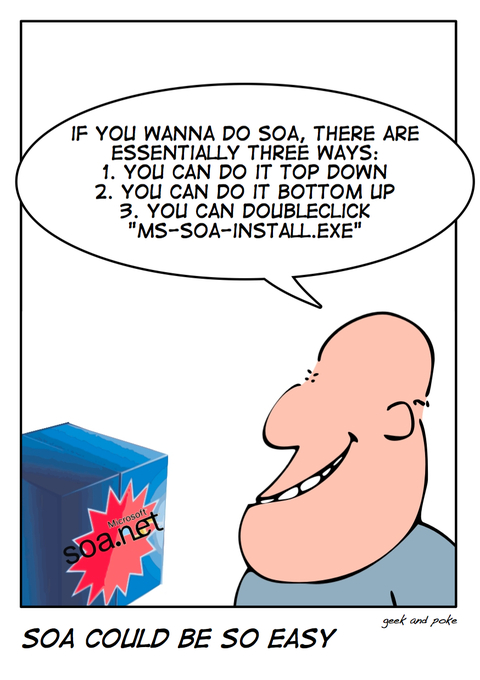 IF YOU WANNA DO SOA, THERE ARE
ESSENTIALLY THREE WAYS:
1. YOU CAN DO IT TOP DOWN
2. YOU CAN DO IT BOTTOM UP
3. YOU CAN DOUBLECLICK
"MS-SOA-INSTALL.EXE"
Microsoft
soa.net
geek and poke
SOA COULD BE SO EASY